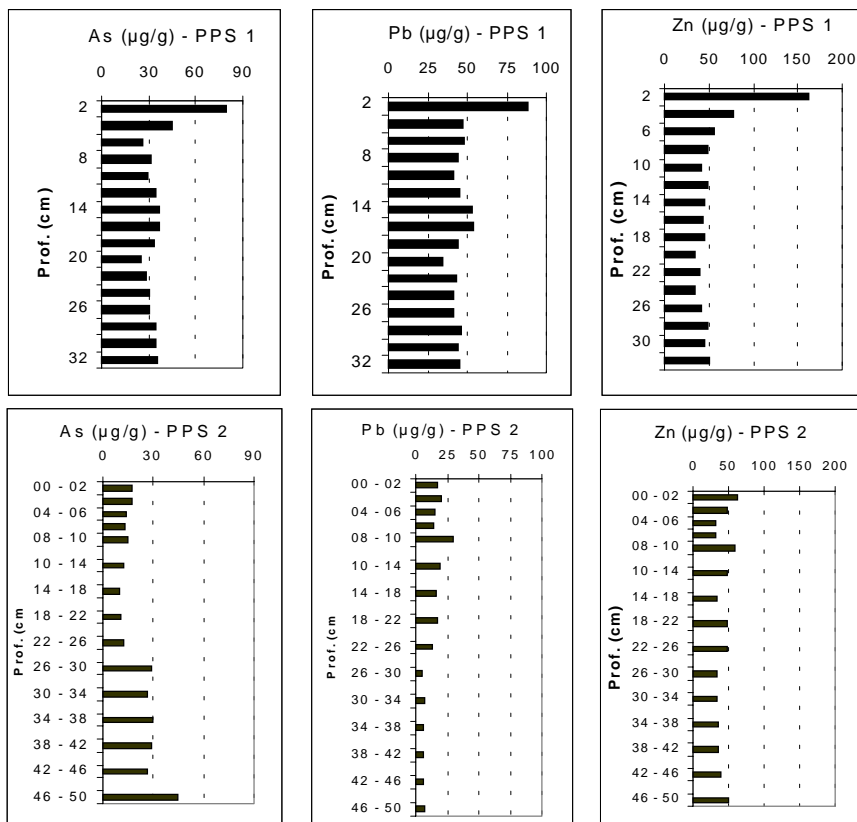 As (µg/g) - PPS 1
0 30 60 90
2
8
14
20
26
32
Prof. (cm)
Pb (µg/g) - PPS 1
0 25 50 75 100
2
8
14
20
26
32
Prof. (cm)
Zn (µg/g) - PPS 1
0 50 100 150 200
2
6
10
14
18
22
26
30
Prof. (cm)
As (µg/g) - PPS 2
0 30 60 90
00 - 02
04 - 06
08 - 10
10 - 14
14 - 18
18 - 22
22 - 26
26 - 30
30 - 34
34 - 38
38 - 42
42 - 46
46 - 50
Prof. (cm
Pb (µg/g) - PPS 2
0 25 50 75 100
00 - 02
04 - 06
08 - 10
10 - 14
14 - 18
18 - 22
22 - 26
26 - 30
30 - 34
34 - 38
38 - 42
42 - 46
46 - 50
Prof. (cm
Zn (µg/g) - PPS 2
0 50 100 150 200
00 - 02
04 - 06
08 - 10
10 - 14
14 - 18
18 - 22
22 - 26
26 - 30
30 - 34
34 - 38
38 - 42
42 - 46
46 - 50
Prof. (cm)